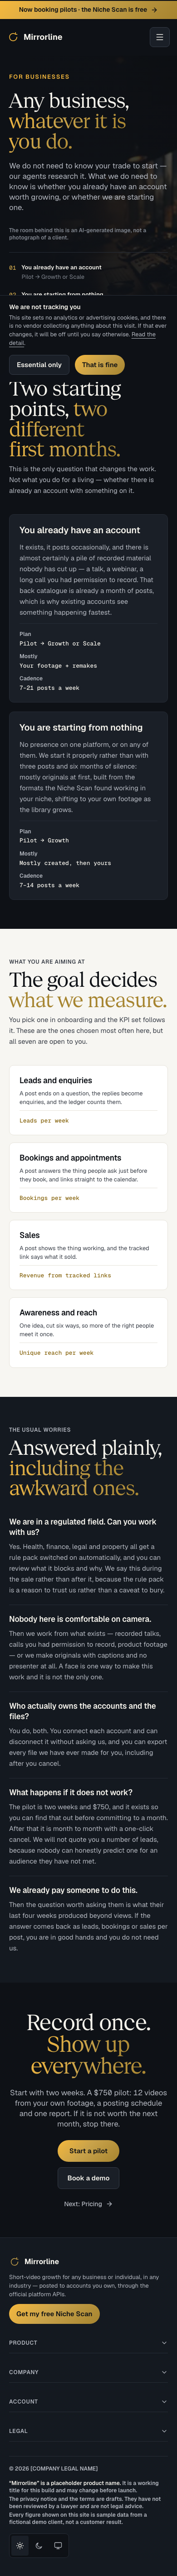 Now booking pilots - the Niche Scan is free →
Mirrorline
FOR BUSINESSES
Any business,
whatever it is
you do.
We do not need to know your trade to start —
our agents research it. What we do need to
know is whether you already have an account
worth growing, or whether we are starting
one.
The room behind this is an AI-generated image, not a
photograph of a client.
01 You already have an account
Pilot → Growth or Scale
02 You are starting from nothing
We are not tracking you
This site sets no analytics or advertising cookies, and there
is no vendor collecting anything about this visit. If that ever
changes, it will be off until you say otherwise. Read the
detail.
Essential only
That is fine
Two starting
points, two
different
first months.
This is the only question that changes the work.
Not what you do for a living — whether there is
already an account with something on it.
You already have an account
It exists, it posts occasionally, and there is
almost certainly a pile of recorded material
nobody has cut up — a talk, a webinar, a
long call you had permission to record. That
back catalogue is already a month of posts,
which is why existing accounts see
something happening fastest.
Plan
Pilot → Growth or Scale
Mostly
Your footage + remakes
Cadence
7–21 posts a week
You are starting from nothing
No presence on the platform, or on any of
them. We start it properly rather than with
three posts and six months of silence:
mostly originals at first, built from the
formats the Niche Scan found working in
your niche, shifting to your own footage as
the library grows.
Plan
Pilot → Growth
Mostly
Mostly created, then yours
Cadence
7–14 posts a week
WHAT YOU ARE AIMING AT
The goal decides
what we measure.
You pick one in onboarding and the KPI set follows
it. These are the ones chosen most often here, but
all seven are open to you.
Leads and enquiries
A post ends on a question, the replies become
enquiries, and the ledger counts them.
Leads per week
Bookings and appointments
A post answers the thing people ask just before
they book, and links straight to the calendar.
Bookings per week
Sales
A post shows the thing working, and the tracked
link says what it sold.
Revenue from tracked links
Awareness and reach
One idea, cut six ways, so more of the right people
meet it once.
Unique reach per week
THE USUAL WORRIES
Answered plainly,
including the
awkward ones.
We are in a regulated field. Can you work
with us?
Yes. Health, finance, legal and property all get a
rule pack switched on automatically, and you can
review what it blocks and why. We say this during
the sale rather than after it, because the rule pack
is a reason to trust us rather than a caveat to bury.
Nobody here is comfortable on camera.
Then we work from what exists — recorded talks,
calls you had permission to record, product footage
— or we make originals with captions and no
presenter at all. A face is one way to make this
work and it is not the only one.
Who actually owns the accounts and the
files?
You do, both. You connect each account and can
disconnect it without asking us, and you can export
every file we have ever made for you, including
after you cancel.
What happens if it does not work?
The pilot is two weeks and $750, and it exists so
you can find that out before committing to a month.
After that it is month to month with a one-click
cancel. We will not quote you a number of leads,
because nobody can honestly predict one for an
audience they have not met.
We already pay someone to do this.
Then the question worth asking them is what their
last six weeks produced beyond views. If the
answer comes back as leads, bookings or sales per
post, you are in good hands and you do not need
us.
Record once.
Show up
everywhere.
Start with two weeks. A $750 pilot: 12 videos
from your own footage, a posting schedule
and one report. If it is not worth the next
month, stop there.
Start a pilot
Book a demo
Next: Pricing →
Mirrorline
Short-video growth for any business or individual, in any
industry — posted to accounts you own, through the
official platform APIs.
Get my free Niche Scan
PRODUCT
COMPANY
ACCOUNT
LEGAL
© 2026 [COMPANY LEGAL NAME]
"Mirrorline" is a placeholder product name. It is a working
title for this build and may change before launch.
The privacy notice and the terms are drafts. They have not
been reviewed by a lawyer and are not legal advice.
Every figure shown on this site is sample data from a
fictional demo client, not a customer result.